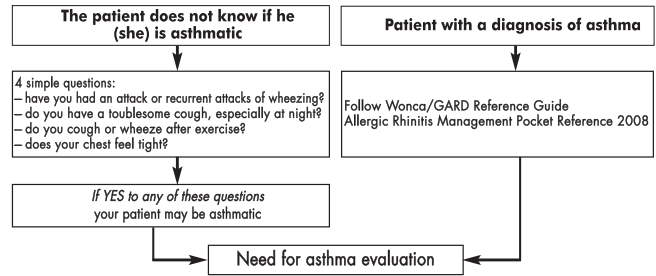 The patient does not know if he
(she) is asthmatic
Patient with a diagnosis of asthma
4 simple questions:
– have you had an attack or recurrent attacks of wheezing?
– do you have a toublesome cough, especially at night?
– do you cough or wheeze after exercise?
– does your chest feel tight?
Follow Wonca/GARD Reference Guide
Allergic Rhinitis Management Pocket Reference 2008
If YES to any of these questions
your patient may be asthmatic
Need for asthma evaluation